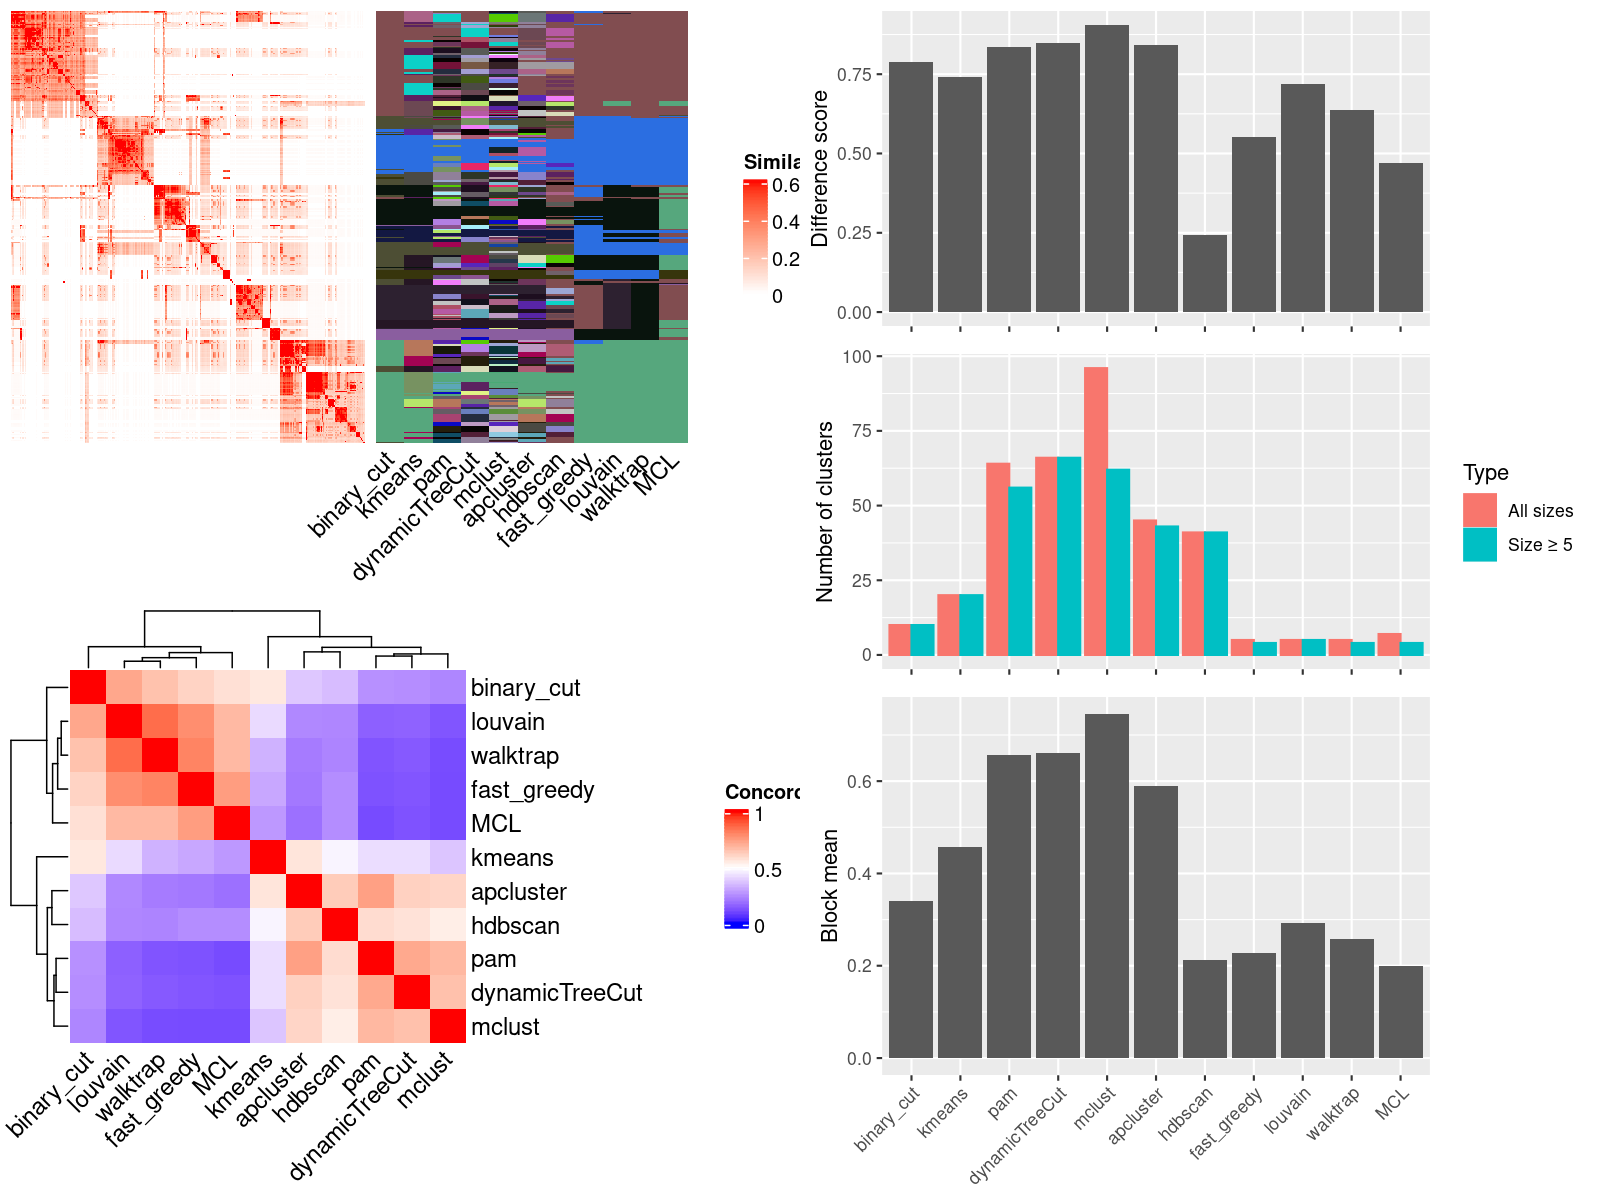 Simila
0.6
0.4
0.2
0
binary_cut
kmeans
pam
dynamicTreeCut
mclust
apcluster
hdbscan
fast_greedy
louvain
walktrap
MCL
binary_cut
louvain
walktrap
fast_greedy
MCL
kmeans
apcluster
hdbscan
pam
dynamicTreeCut
mclust
Concord
1
0.5
0
binary_cut
louvain
walktrap
fast_greedy
MCL
kmeans
apcluster
hdbscan
pam
dynamicTreeCut
mclust
Difference score
0.75
0.50
0.25
0.00
Number of clusters
100
75
50
25
0
Type
All sizes
Size ≥ 5
Block mean
0.6
0.4
0.2
0.0
binary_cut
kmeans
pam
dynamicTreeCut
mclust
apcluster
hdbscan
fast_greedy
louvain
walktrap
MCL